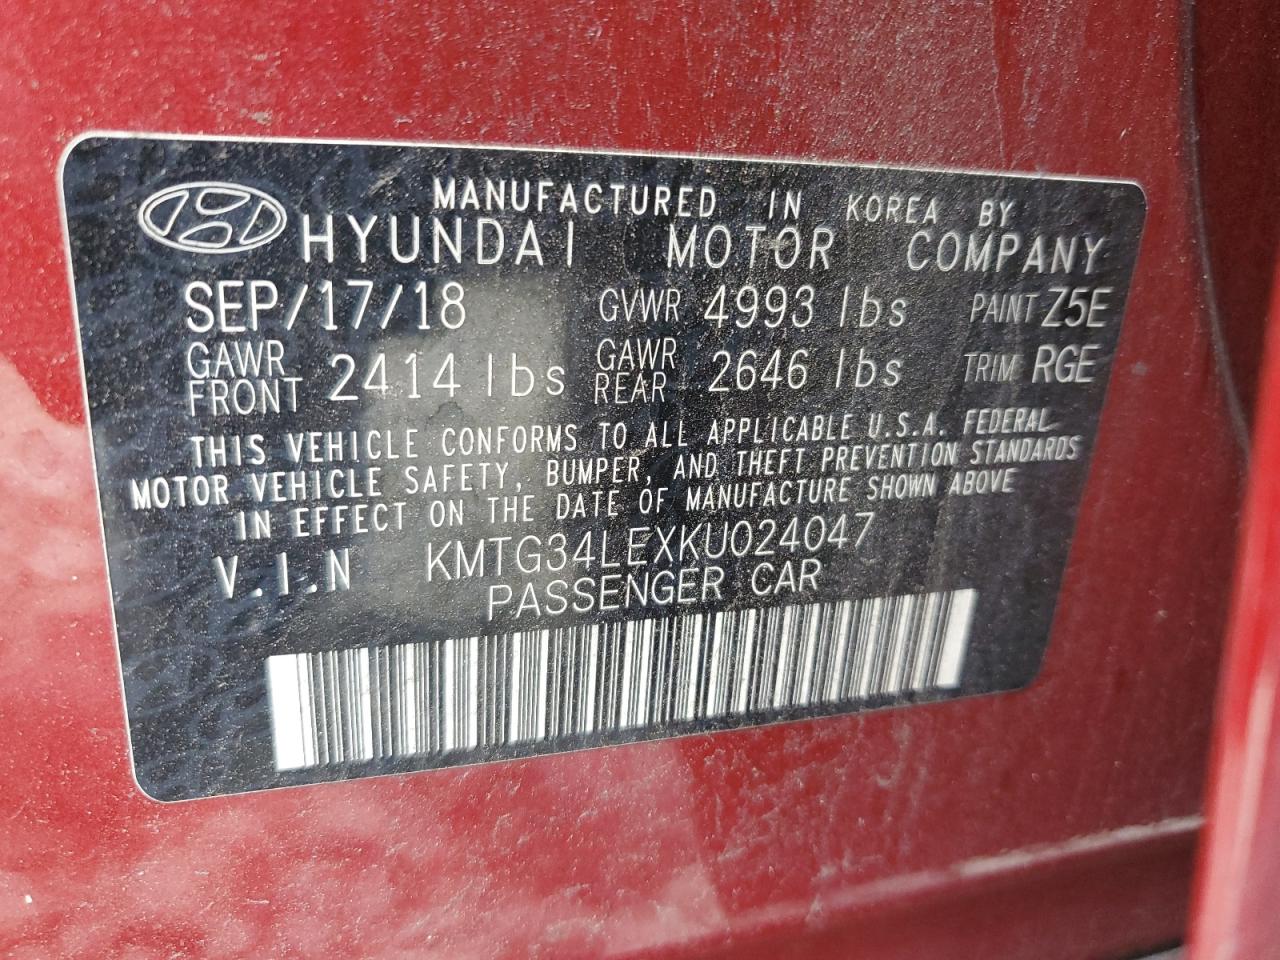 MANUFACTURED IN KOREA BY
HYUNDAI MOTOR COMPANY
SEP/17/18 GVWR 4993 lbs PAINT Z5E
GAWR FRONT 2414 lbs GAWR REAR 2646 lbs TRIM RGE
THIS VEHICLE CONFORMS TO ALL APPLICABLE U.S.A. FEDERAL
MOTOR VEHICLE SAFETY, BUMPER, AND THEFT PREVENTION STANDARDS
IN EFFECT ON THE DATE OF MANUFACTURE SHOWN ABOVE
V.I.N KMTG34LEXKU024047
PASSENGER CAR